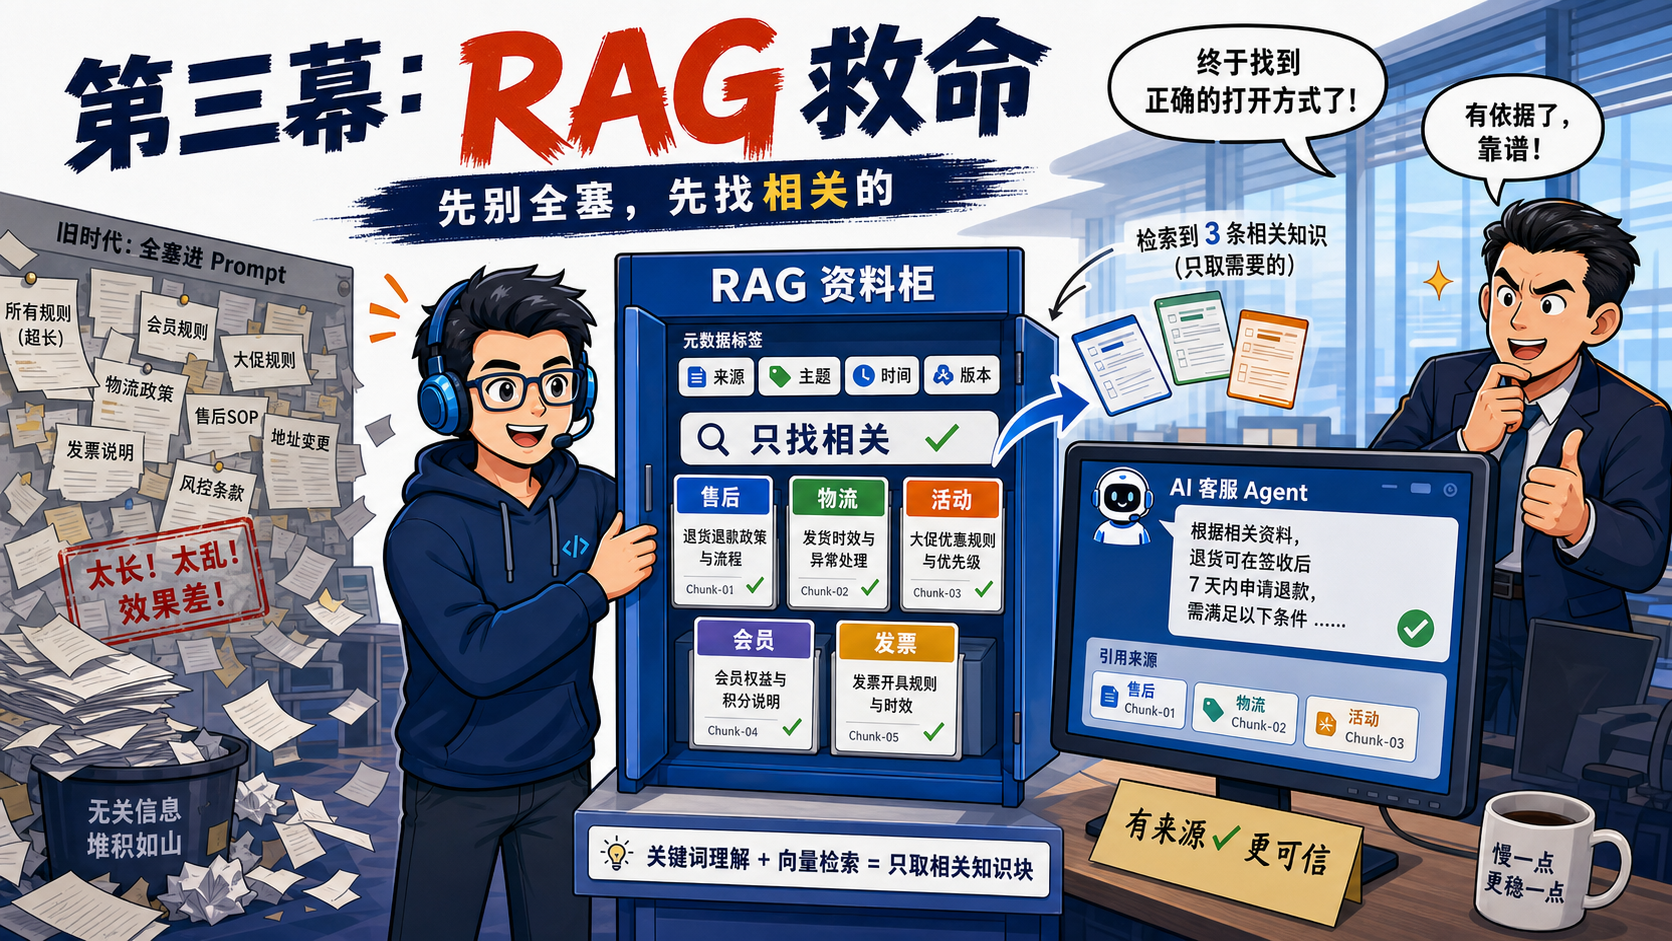 第三幕：RAG 救命
先别全塞，先找相关的
终于找到
正确的打开方式了！
有依据了，
靠谱！
旧时代：全塞进 Prompt
所有规则
(超长)
会员规则
大促规则
物流政策
售后SOP
地址变更
发票说明
风控条款
太长！太乱！
效果差！
无关信息
堆积如山
</>
RAG 资料柜
元数据标签
来源
主题
时间
版本
只找相关
售后
退货退款政策
与流程
Chunk-01
物流
发货时效与
异常处理
Chunk-02
活动
大促优惠规则
与优先级
Chunk-03
会员
会员权益与
积分说明
Chunk-04
发票
发票开具规则
与时效
Chunk-05
关键词理解 + 向量检索 = 只取相关知识块
检索到 3 条相关知识
(只取需要的)
AI 客服 Agent
根据相关资料，
退货可在签收后
7 天内申请退款，
需满足以下条件 ……
引用来源
售后
Chunk-01
物流
Chunk-02
活动
Chunk-03
有来源 ✓ 更可信
慢一点
更稳一点